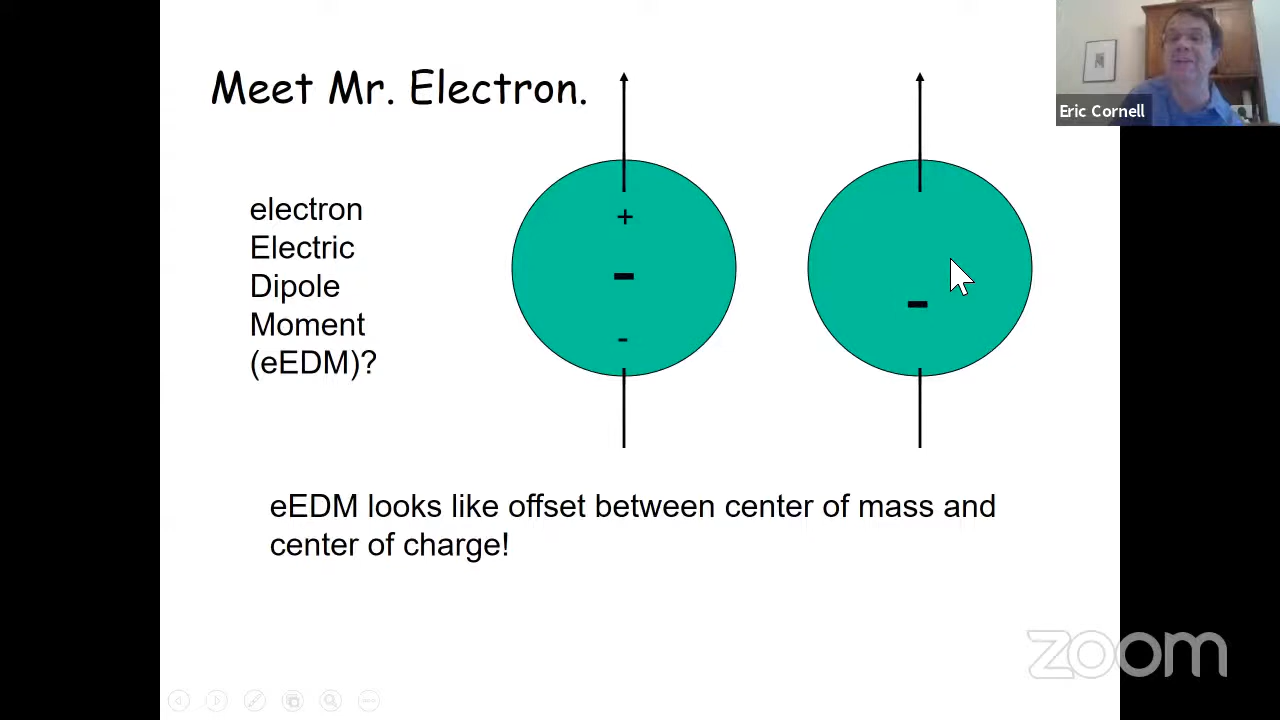 Meet Mr. Electron.
Eric Cornell
electron
Electric
Dipole
Moment
(eEDM)?
+
-
-
-
eEDM looks like offset between center of mass and
center of charge!
zoom